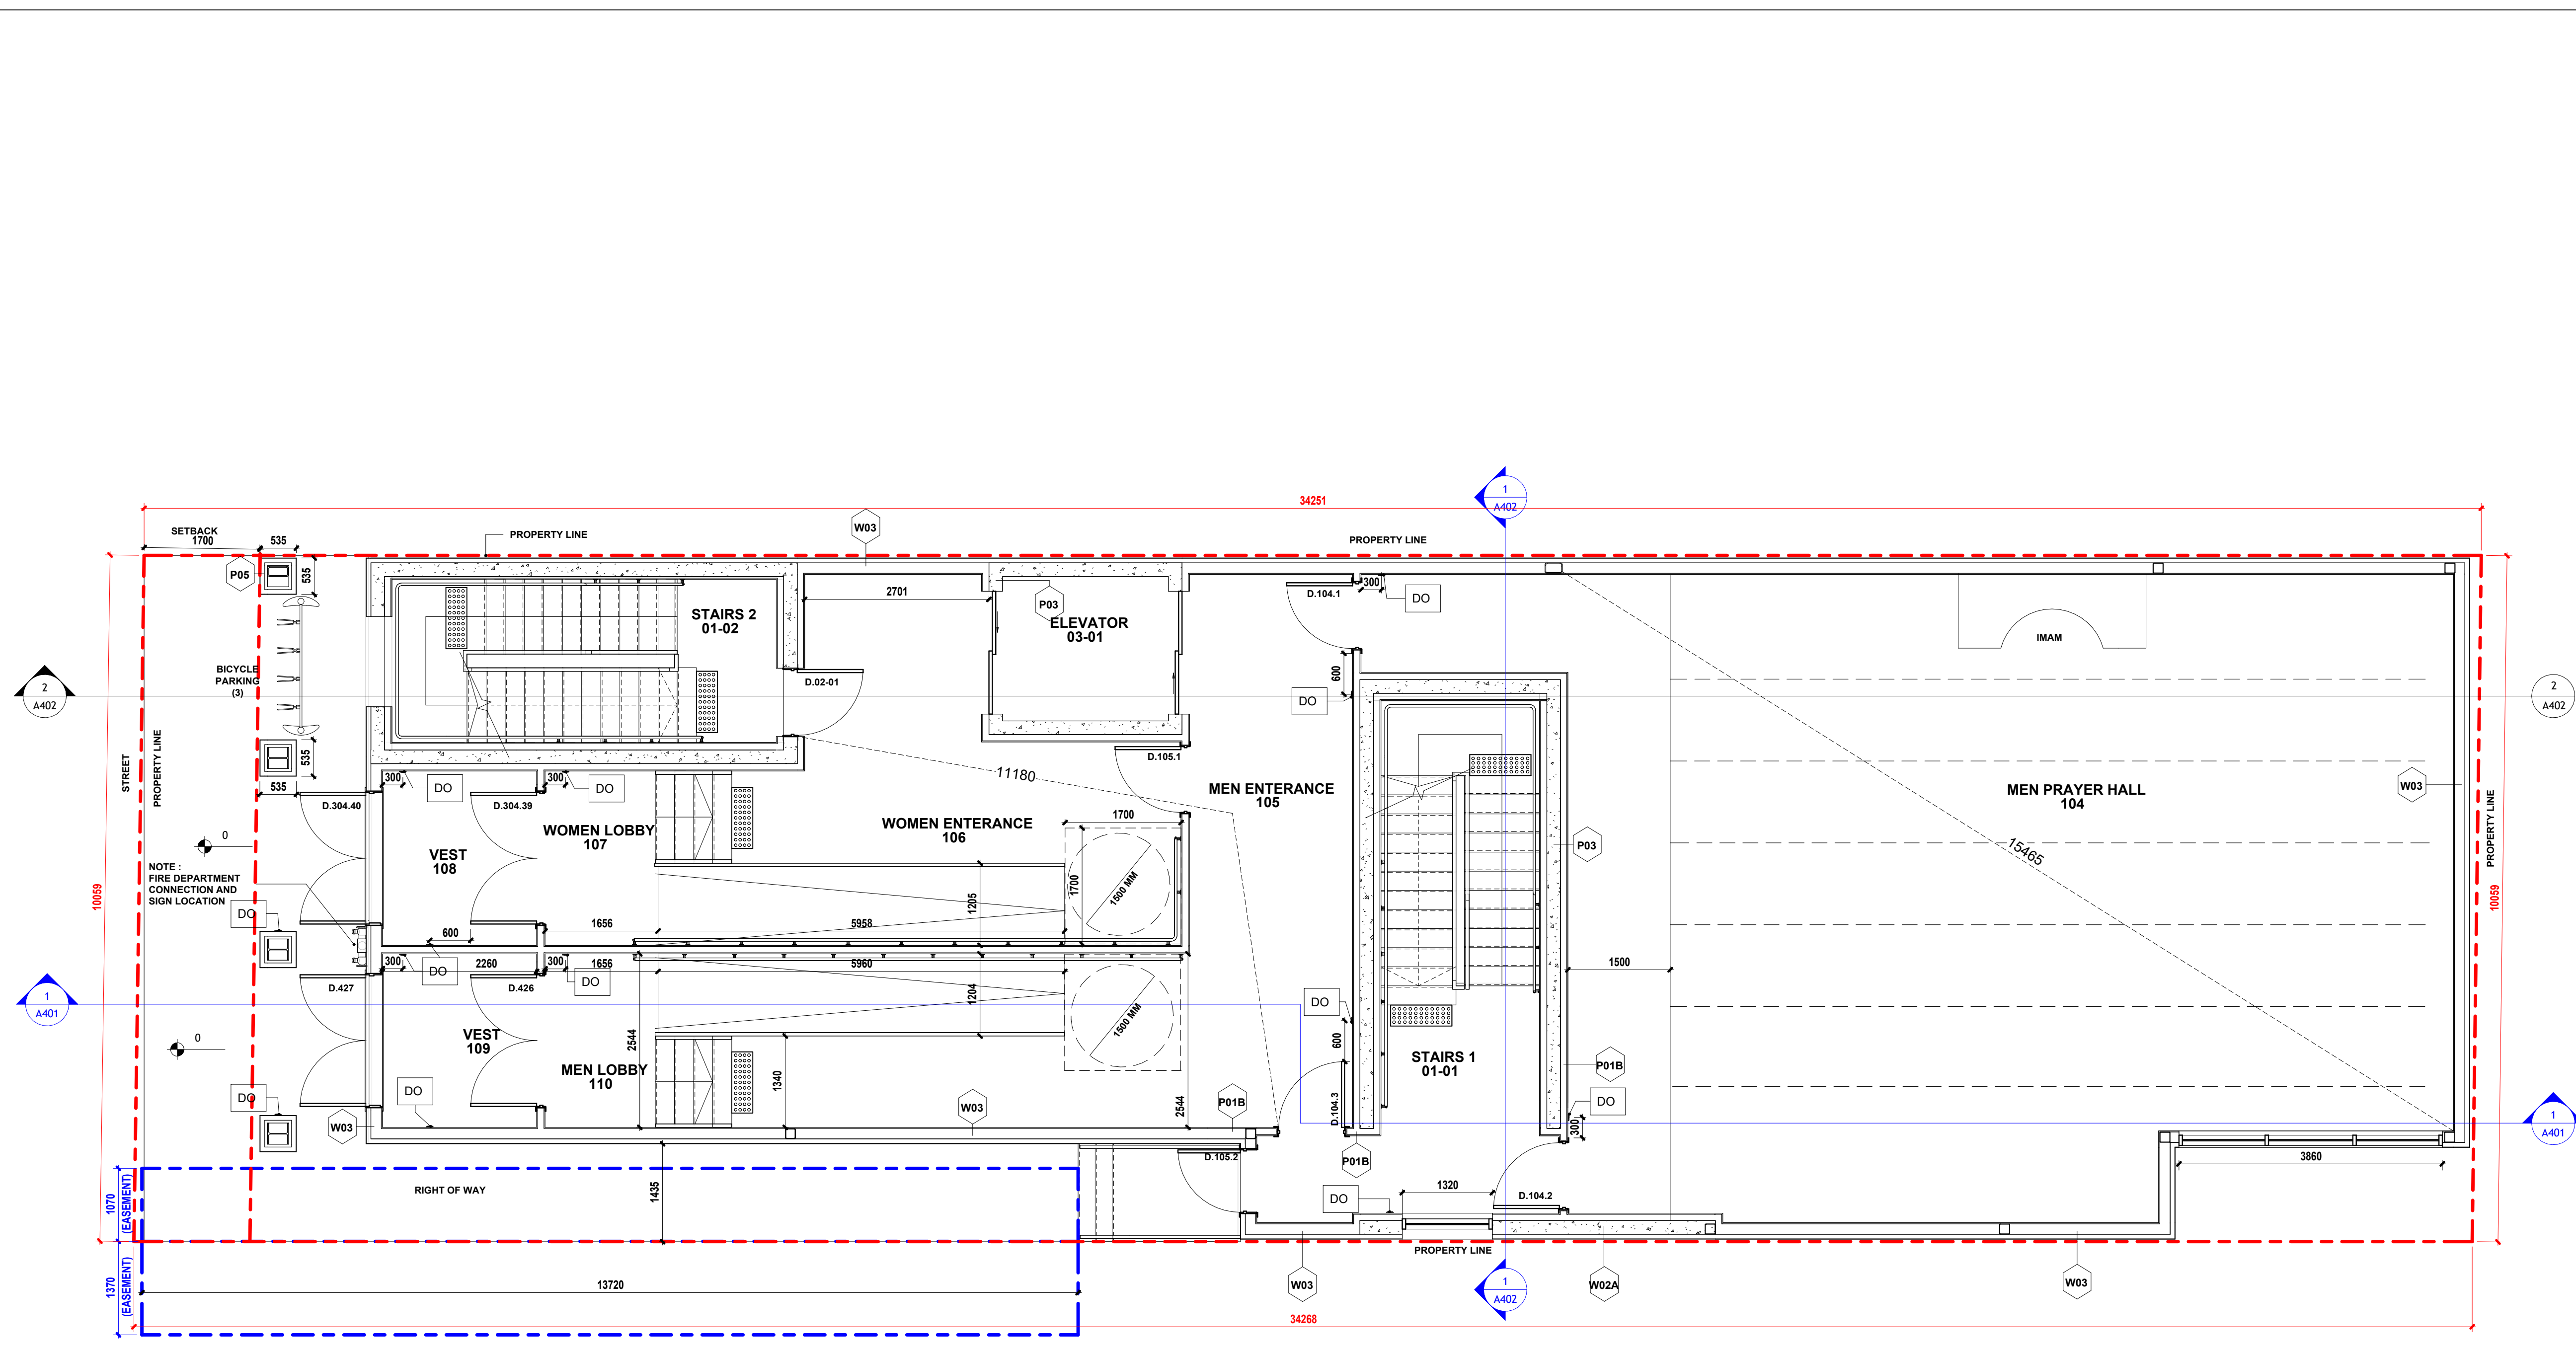 1
A402
34251
SETBACK
1700
535
PROPERTY LINE
W03
PROPERTY LINE
P05
535
2701
P03
ELEVATOR
03-01
STAIRS 2
01-02
D.104.1
300
DO
IMAM
BICYCLE
PARKING
(3)
2
A402
D.02-01
600
DO
2
A402
STREET
PROPERTY LINE
535
535
D.105.1
11180
300
DO
300
DO
D.304.40
D.304.39
MEN ENTERANCE
105
MEN PRAYER HALL
104
W03
PROPERTY LINE
WOMEN LOBBY
107
WOMEN ENTERANCE
106
1700
1700
1500 MM
P03
15465
0
VEST
108
NOTE :
FIRE DEPARTMENT
CONNECTION AND
SIGN LOCATION
DO
10059
10059
1205
600
1656
5958
300
DO
2260
300
1656
DO
5960
1204
1500 MM
1500
D.427
D.426
1
A401
DO
600
0
VEST
109
2544
MEN LOBBY
110
1340
STAIRS 1
01-01
P01B
DO
DO
DO
W03
W03
P01B
2544
D.104.3
300
1
A401
P01B
D.105.2
3860
1070
(EASEMENT)
RIGHT OF WAY
1435
DO
1320
D.104.2
PROPERTY LINE
1370
(EASEMENT)
13720
W03
1
A402
W02A
W03
34268